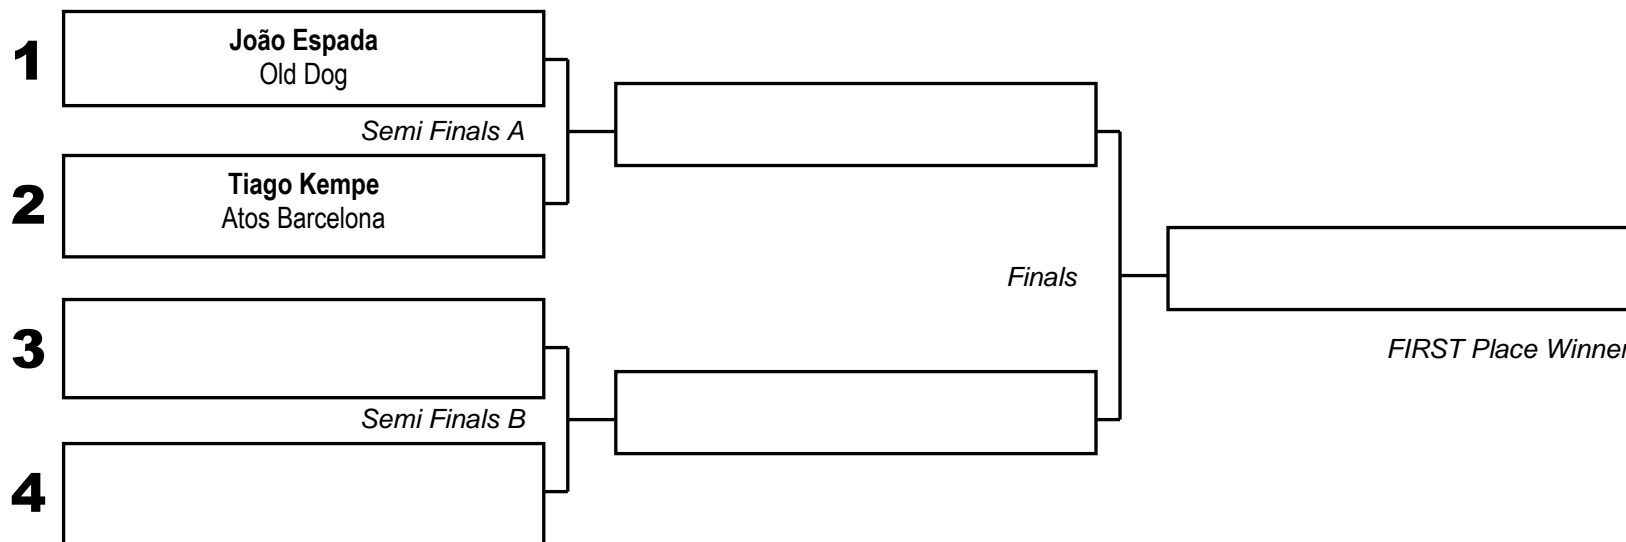 1
João Espada
Old Dog
Semi Finals A
2
Tiago Kempe
Atos Barcelona
Finals
3
FIRST Place Winner
Semi Finals B
4